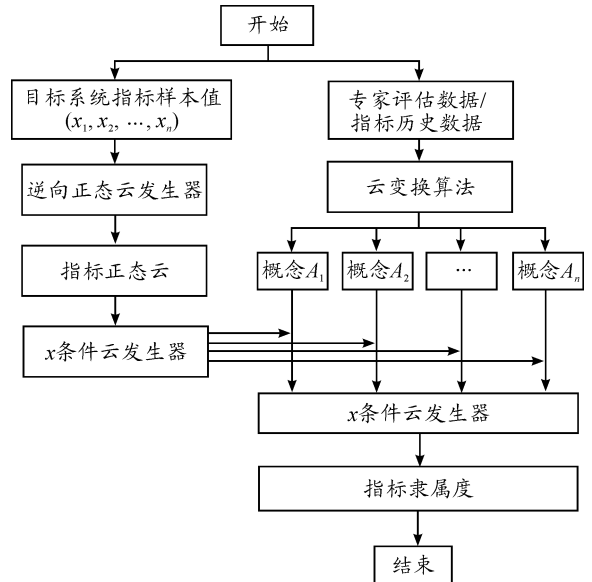 开始
目标系统指标样本值
(x₁, x₂, …, xₙ)
专家评估数据/
指标历史数据
逆向正态云发生器
云变换算法
指标正态云
概念A₁
概念A₂
…
概念Aₙ
x条件云发生器
x条件云发生器
指标隶属度
结束